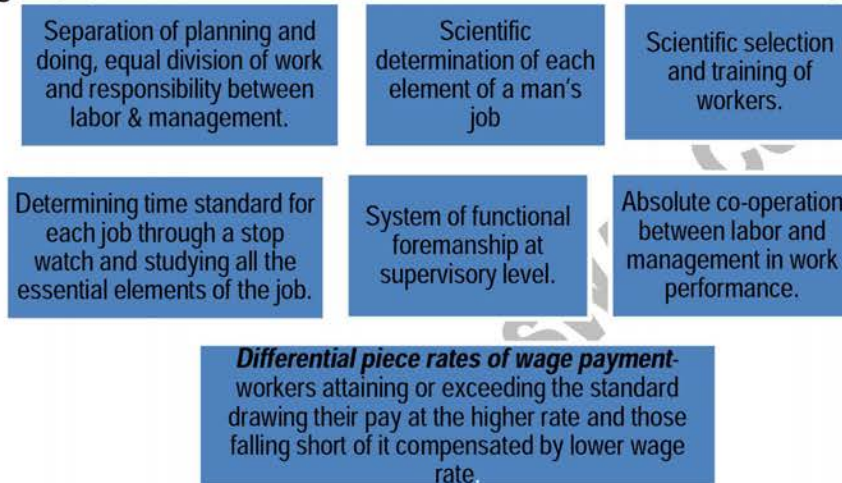 Separation of planning and
doing, equal division of work
and responsibility between
labor & management.
Scientific
determination of each
element of a man's
job
Scientific selection
and training of
workers.
Determining time standard for
each job through a stop
watch and studying all the
essential elements of the job.
System of functional
foremanship at
supervisory level.
Absolute co-operation
between labor and
management in work
performance.
Differential piece rates of wage payment-
workers attaining or exceeding the standard
drawing their pay at the higher rate and those
falling short of it compensated by lower wage
rate.